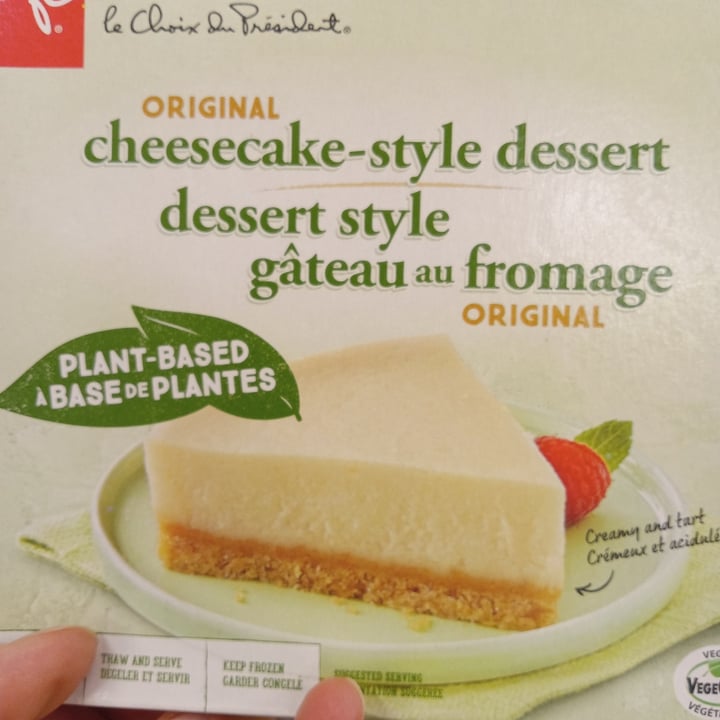 le Choix du Président®
ORIGINAL
cheesecake-style dessert
dessert style
gâteau au fromage
ORIGINAL
PLANT-BASED
À BASE DE PLANTES
Creamy and tart
Crémeux et acidulé
THAW AND SERVE
DÉGELER ET SERVIR
KEEP FROZEN
GARDER CONGELÉ
SUGGESTED SERVING
SUGGÉRÉE